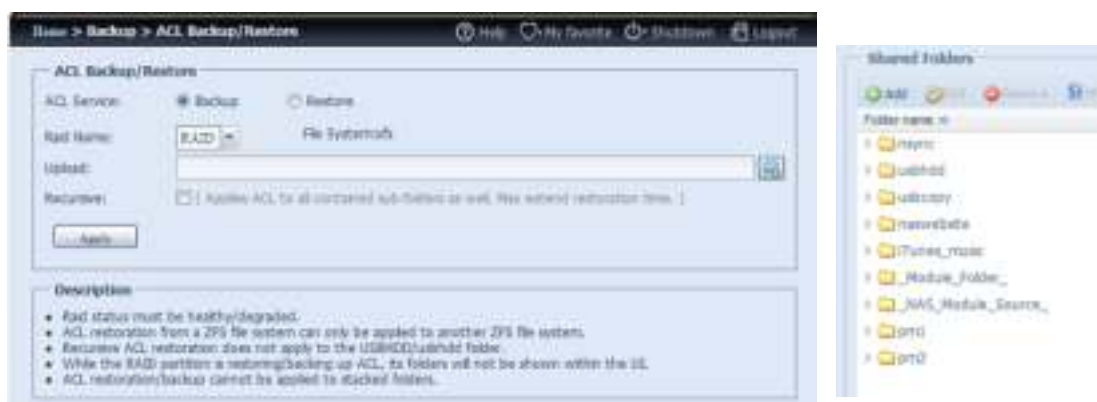 Home > Backup > ACL Backup/Restore
Help My favorite Shutdown Logout
ACL Backup/Restore
ACL Service: Backup Restore
Raid Name: RAID File System:xfs
Upload:
Recursive: [ Applies ACL to all contained sub-folders as well. May extend restoration time. ]
Apply
Description
Raid status must be healthy/degraded.
ACL restoration from a ZFS file system can only be applied to another ZFS file system.
Recursive ACL restoration does not apply to the USBHDD/usbhdd folder.
While the RAID partition is restoring/backing up ACL, its folders will not be shown within the UI.
ACL restoration/backup cannot be applied to stacked folders.
Shared Folders
Add
Folder name
nsync
usbhdd
usbcopy
naswebsite
iTunes_music
_Module_Folder_
_NAS_Module_Source_
pm1
pm2